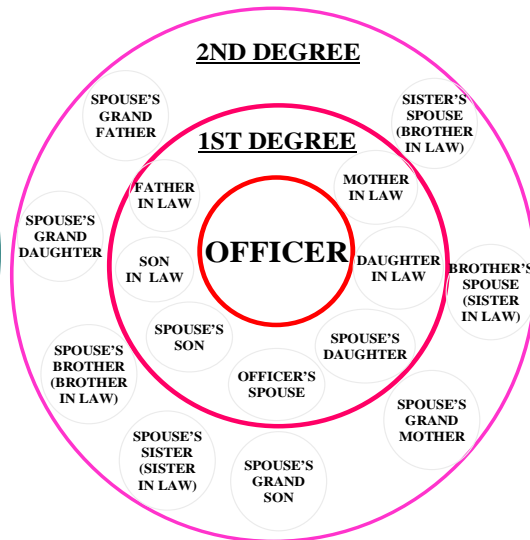 2ND DEGREE
SPOUSE'S
GRAND
FATHER
SISTER'S
SPOUSE
(BROTHER
IN LAW)
1ST DEGREE
FATHER
IN LAW
MOTHER
IN LAW
SPOUSE'S
GRAND
DAUGHTER
OFFICER
SON
IN LAW
DAUGHTER
IN LAW
BROTHER'S
SPOUSE
(SISTER
IN LAW)
SPOUSE'S
SON
SPOUSE'S
DAUGHTER
SPOUSE'S
BROTHER
(BROTHER
IN LAW)
OFFICER'S
SPOUSE
SPOUSE'S
GRAND
MOTHER
SPOUSE'S
SISTER
(SISTER
IN LAW)
SPOUSE'S
GRAND
SON